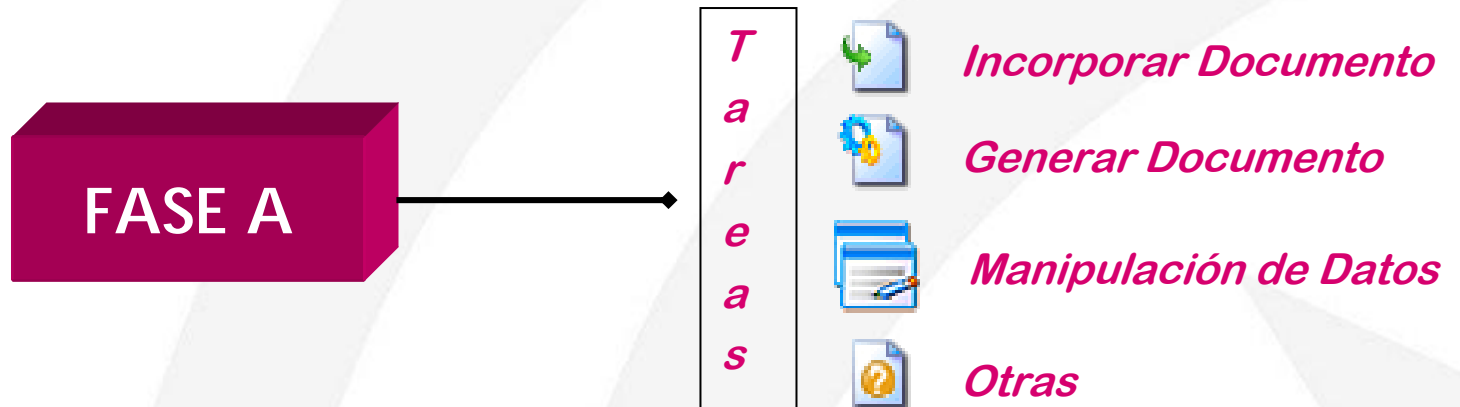 FASE A
Tareas
Incorporar Documento
Generar Documento
Manipulación de Datos
Otras